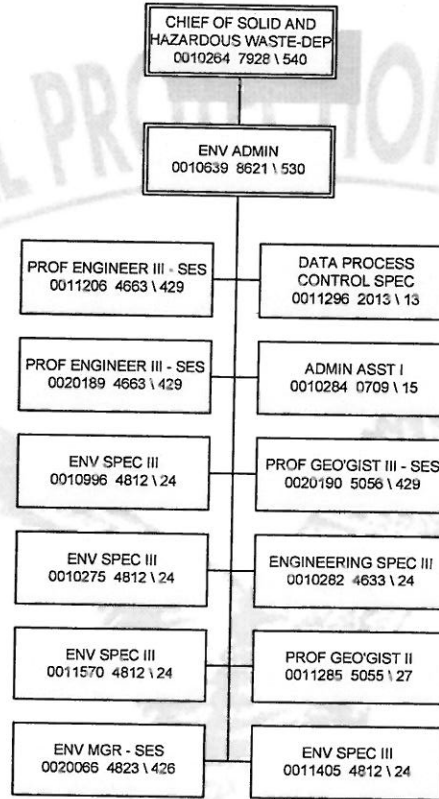 CHIEF OF SOLID AND
HAZARDOUS WASTE-DEP
0010264 7928 \ 540
ENV ADMIN
0010639 8621 \ 530
PROF ENGINEER III - SES
0011206 4663 \ 429
DATA PROCESS
CONTROL SPEC
0011296 2013 \ 13
PROF ENGINEER III - SES
0020189 4663 \ 429
ADMIN ASST I
0010284 0709 \ 15
ENV SPEC III
0010996 4812 \ 24
PROF GEO'GIST III - SES
0020190 5056 \ 429
ENV SPEC III
0010275 4812 \ 24
ENGINEERING SPEC III
0010282 4633 \ 24
ENV SPEC III
0011570 4812 \ 24
PROF GEO'GIST II
0011285 5055 \ 27
ENV MGR - SES
0020066 4823 \ 426
ENV SPEC III
0011405 4812 \ 24